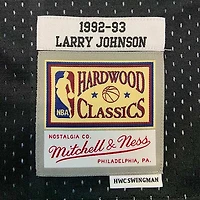 1992-93
LARRY JOHNSON
HARDWOOD
NBA
CLASSICS
NOSTALGIA CO.
Mitchell & Ness
PHILADELPHIA, PA.
HWC SWINGMAN